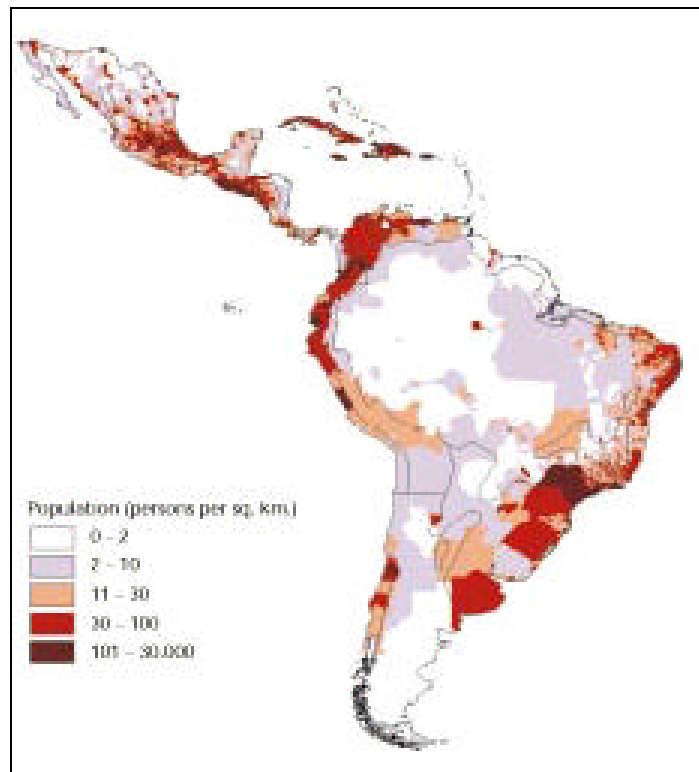 Population (persons per sq. km.)
0 – 2
2 – 10
11 – 30
30 – 100
101 – 30.000